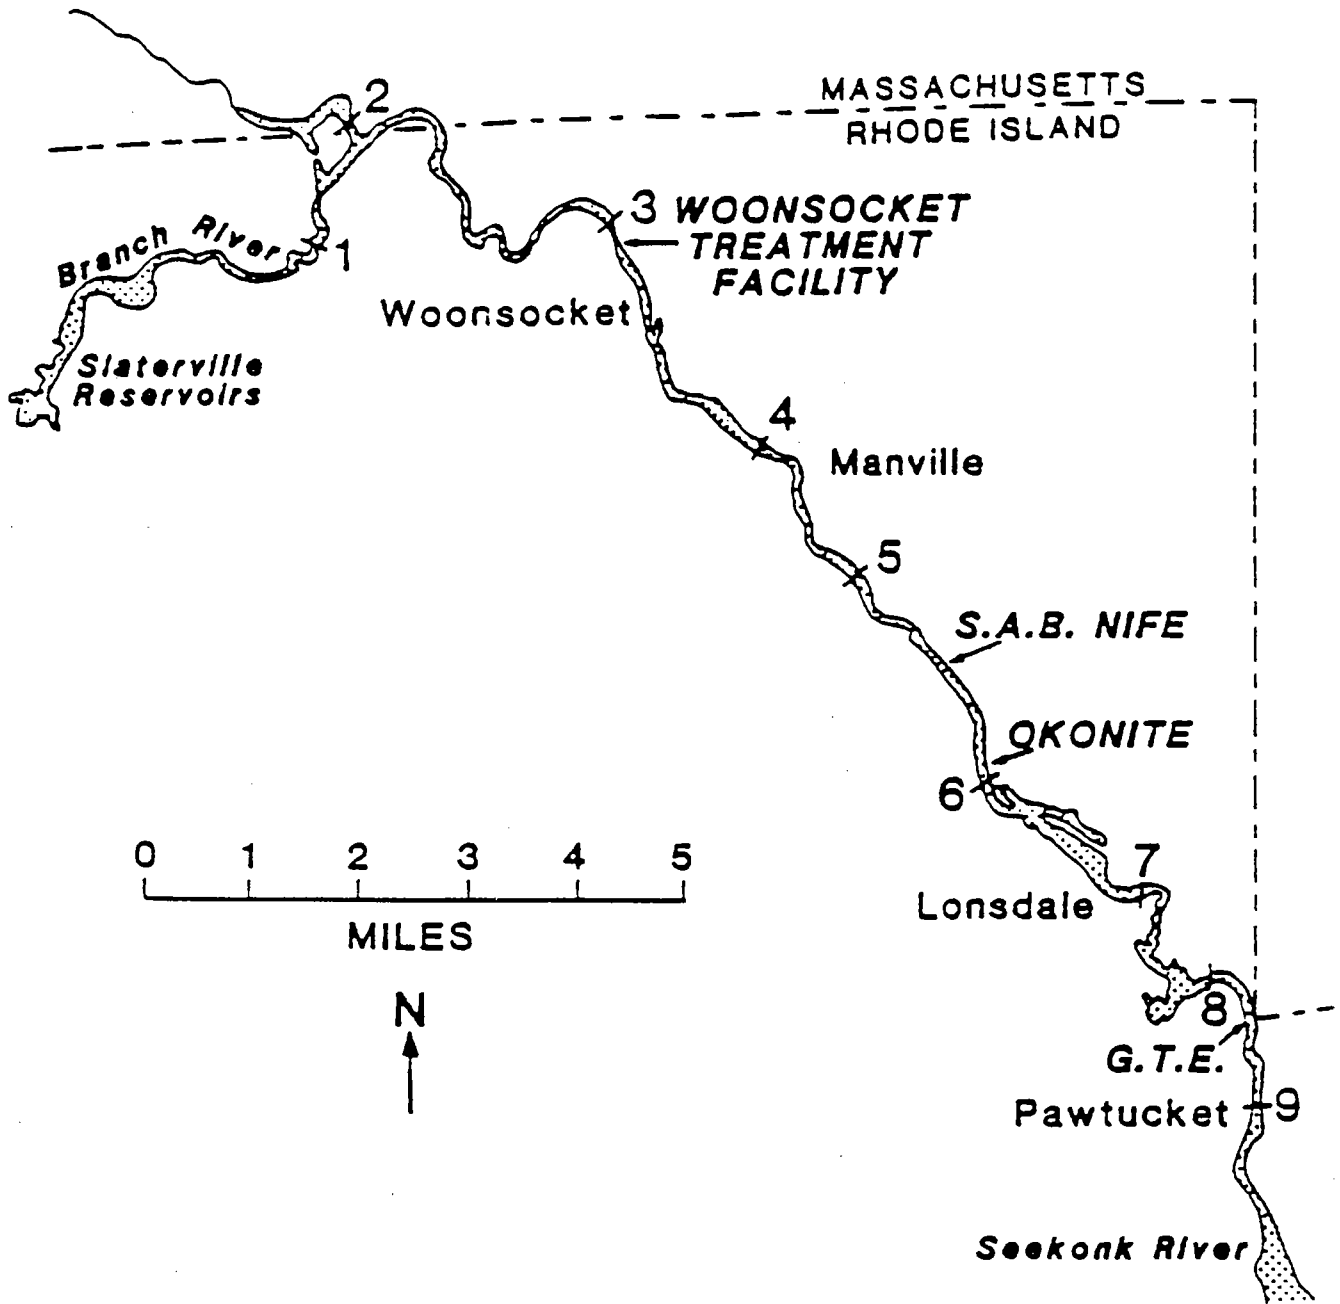 2
MASSACHUSETTS
RHODE ISLAND
3 WOONSOCKET
TREATMENT
FACILITY
Branch River
1
Woonsocket
Slaterville
Reservoirs
4
Manville
5
S.A.B. NIFE
OKONITE
6
0 1 2 3 4 5
MILES
7
Lonsdale
N
8
G.T.E.
Pawtucket
9
Seekonk River